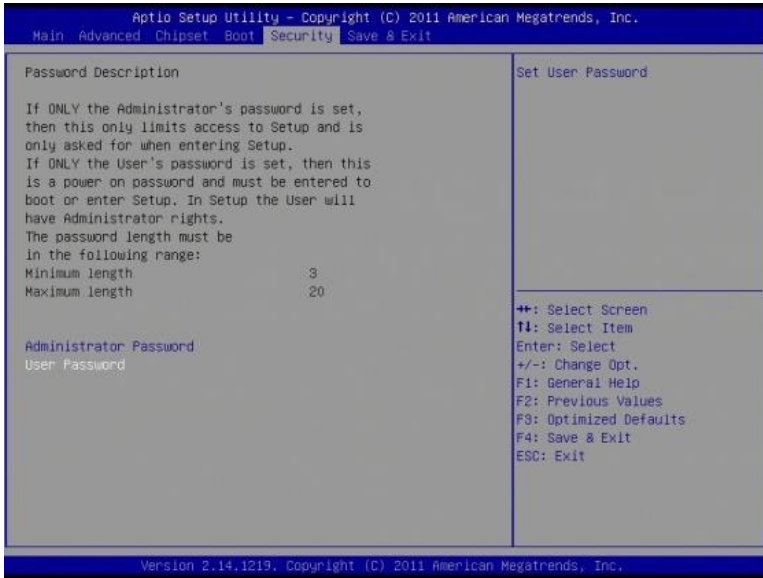 Aptio Setup Utility – Copyright (C) 2011 American Megatrends, Inc.
Main Advanced Chipset Boot Security Save & Exit
Password Description
If ONLY the Administrator's password is set,
then this only limits access to Setup and is
only asked for when entering Setup.
If ONLY the User's password is set, then this
is a power on password and must be entered to
boot or enter Setup. In Setup the User will
have Administrator rights.
The password length must be
in the following range:
Minimum length 3
Maximum length 20
Administrator Password
User Password
Set User Password
→←: Select Screen
↑↓: Select Item
Enter: Select
+/-: Change Opt.
F1: General Help
F2: Previous Values
F3: Optimized Defaults
F4: Save & Exit
ESC: Exit
Version 2.14.1219. Copyright (C) 2011 American Megatrends, Inc.